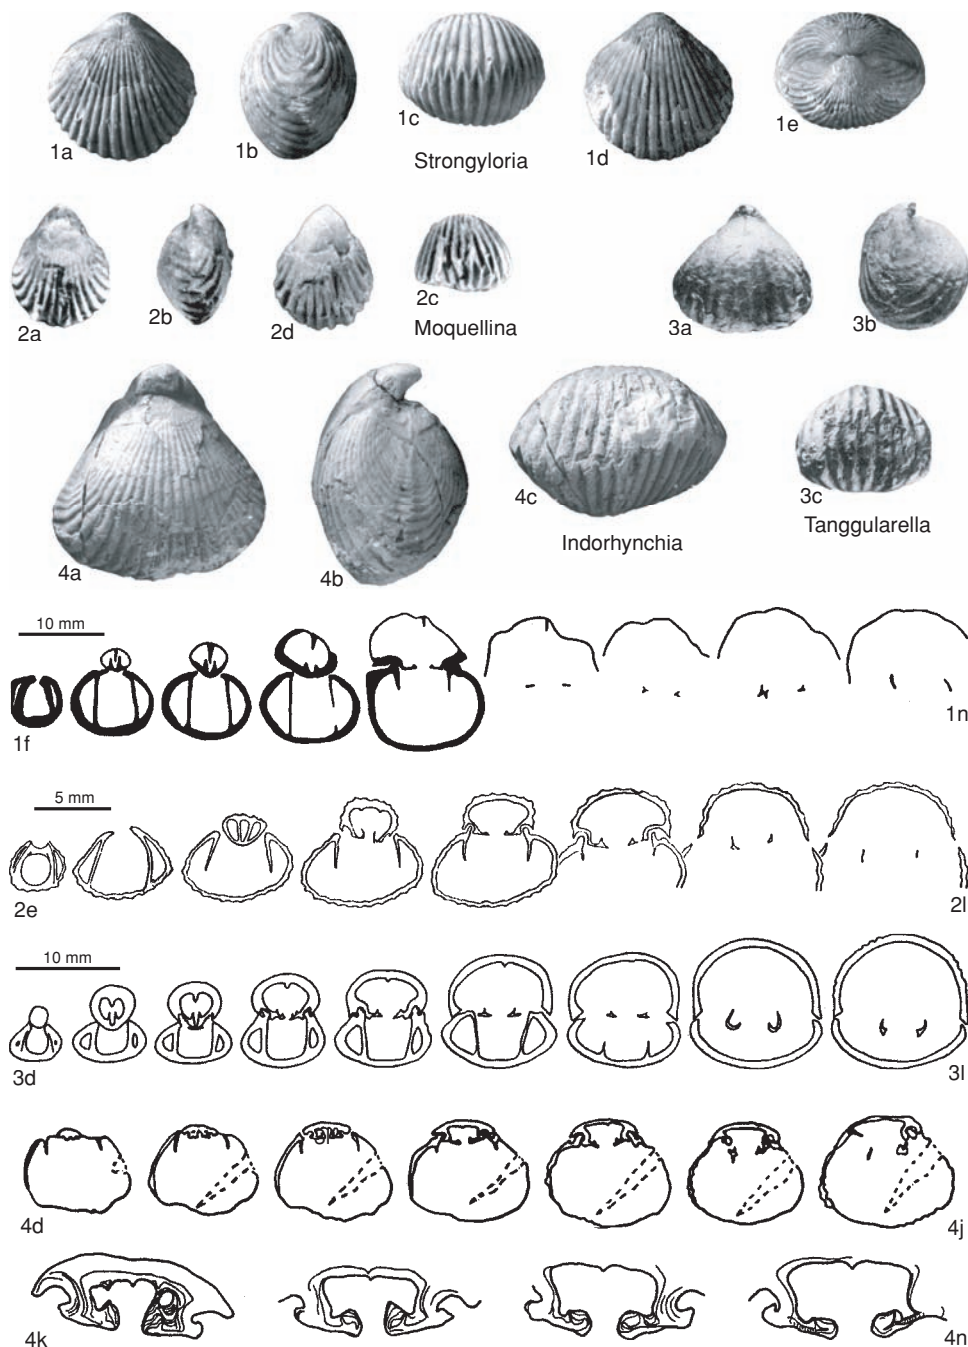 1a
1b
1c
1d
1e
Strongyloria
2a
2b
2d
2c
Moquellina
3a
3b
4a
4b
4c
Indorhynchia
3c
Tanggularella
10 mm
1f
1n
5 mm
2e
2l
10 mm
3d
3l
4d
4j
4k
4n